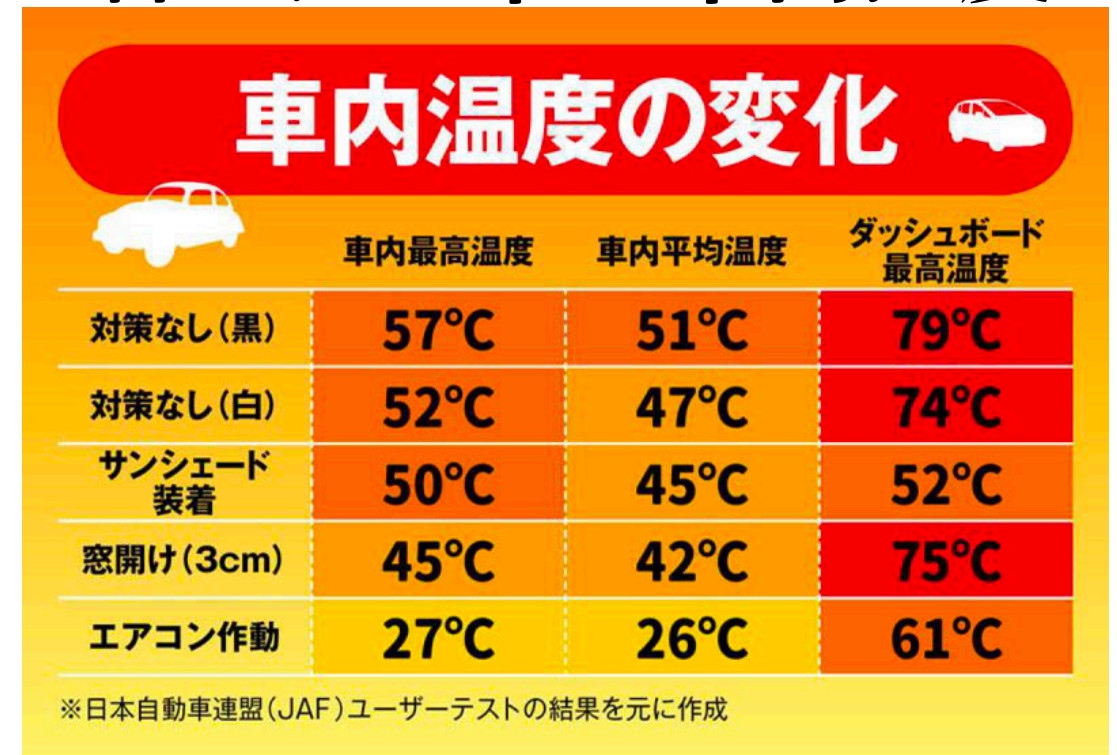 車内温度の変化
車内最高温度 車内平均温度 ダッシュボード
最高温度
対策なし(黒) 57℃ 51℃ 79℃
対策なし(白) 52℃ 47℃ 74℃
サンシェード
装着 50℃ 45℃ 52℃
窓開け(3cm) 45℃ 42℃ 75℃
エアコン作動 27℃ 26℃ 61℃
※日本自動車連盟(JAF)ユーザーテストの結果を元に作成